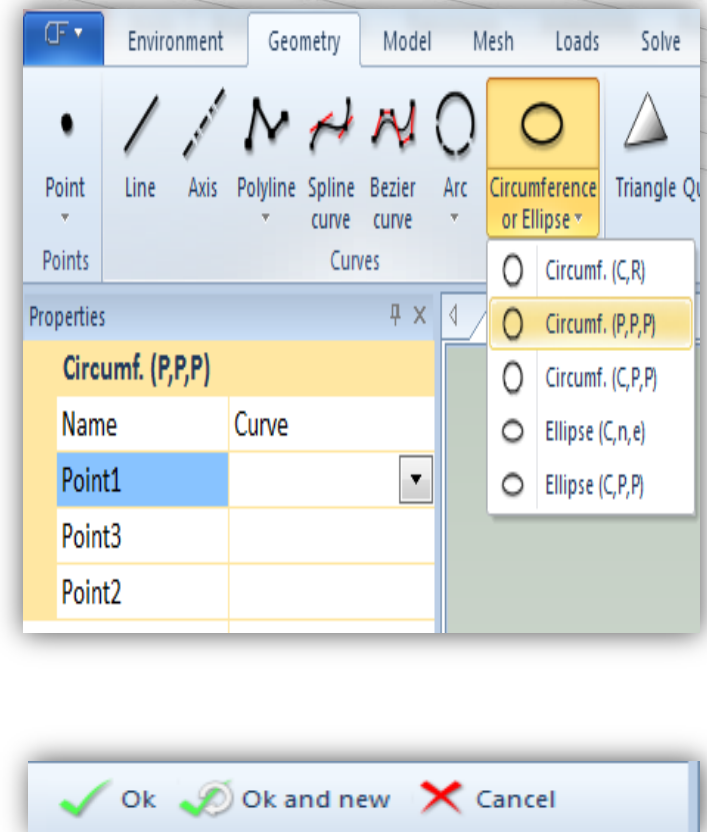 Environment Geometry Model Mesh Loads Solve
Point Line Axis Polyline Spline curve Bezier curve Arc Circumference or Ellipse Triangle Qu
Points Curves
Circumf. (C,R)
Circumf. (P,P,P)
Circumf. (C,P,P)
Ellipse (C,n,e)
Ellipse (C,P,P)
Properties
Circumf. (P,P,P)
Name Curve
Point1
Point3
Point2
Ok Ok and new Cancel